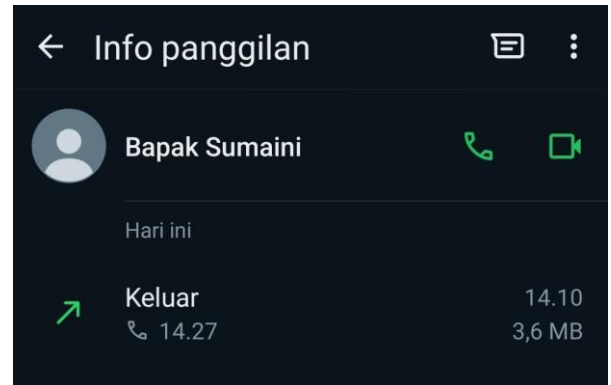 Info panggilan
Bapak Sumaini
Hari ini
Keluar 14.10
14.27 3,6 MB